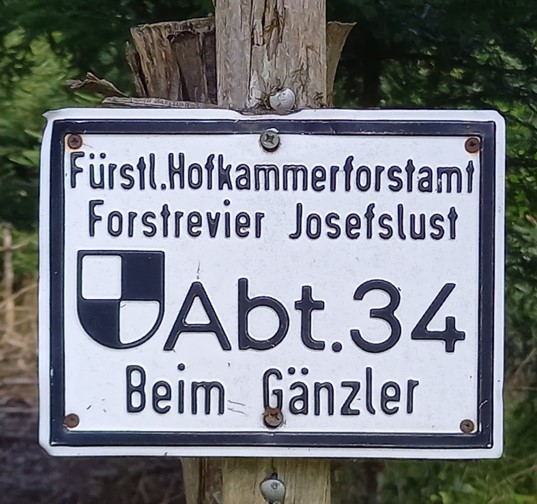 Fürstl.Hofkammerforstamt
Forstrevier Josefslust
Abt.34
Beim Gänzler